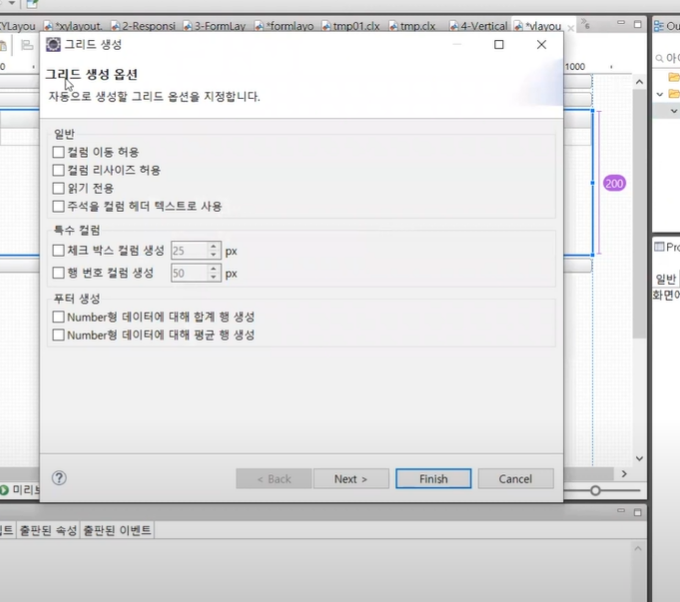 XYLayou *xylayout. 2-Responsi 3-FormLay *formlayo tmp01.clx tmp.clx 4-Vertical *vlayou
Ou
그리드 생성
1000
그리드 생성 옵션
자동으로 생성할 그리드 옵션을 지정합니다.
일반
컬럼 이동 허용
컬럼 리사이즈 허용
읽기 전용
주석을 컬럼 헤더 텍스트로 사용
200
특수 컬럼
체크 박스 컬럼 생성 25 px
행 번호 컬럼 생성 50 px
푸터 생성
Number형 데이터에 대해 합계 행 생성
Number형 데이터에 대해 평균 행 생성
Pro
일반
화면에
< Back Next > Finish Cancel
미리보
출판된 속성 출판된 이벤트